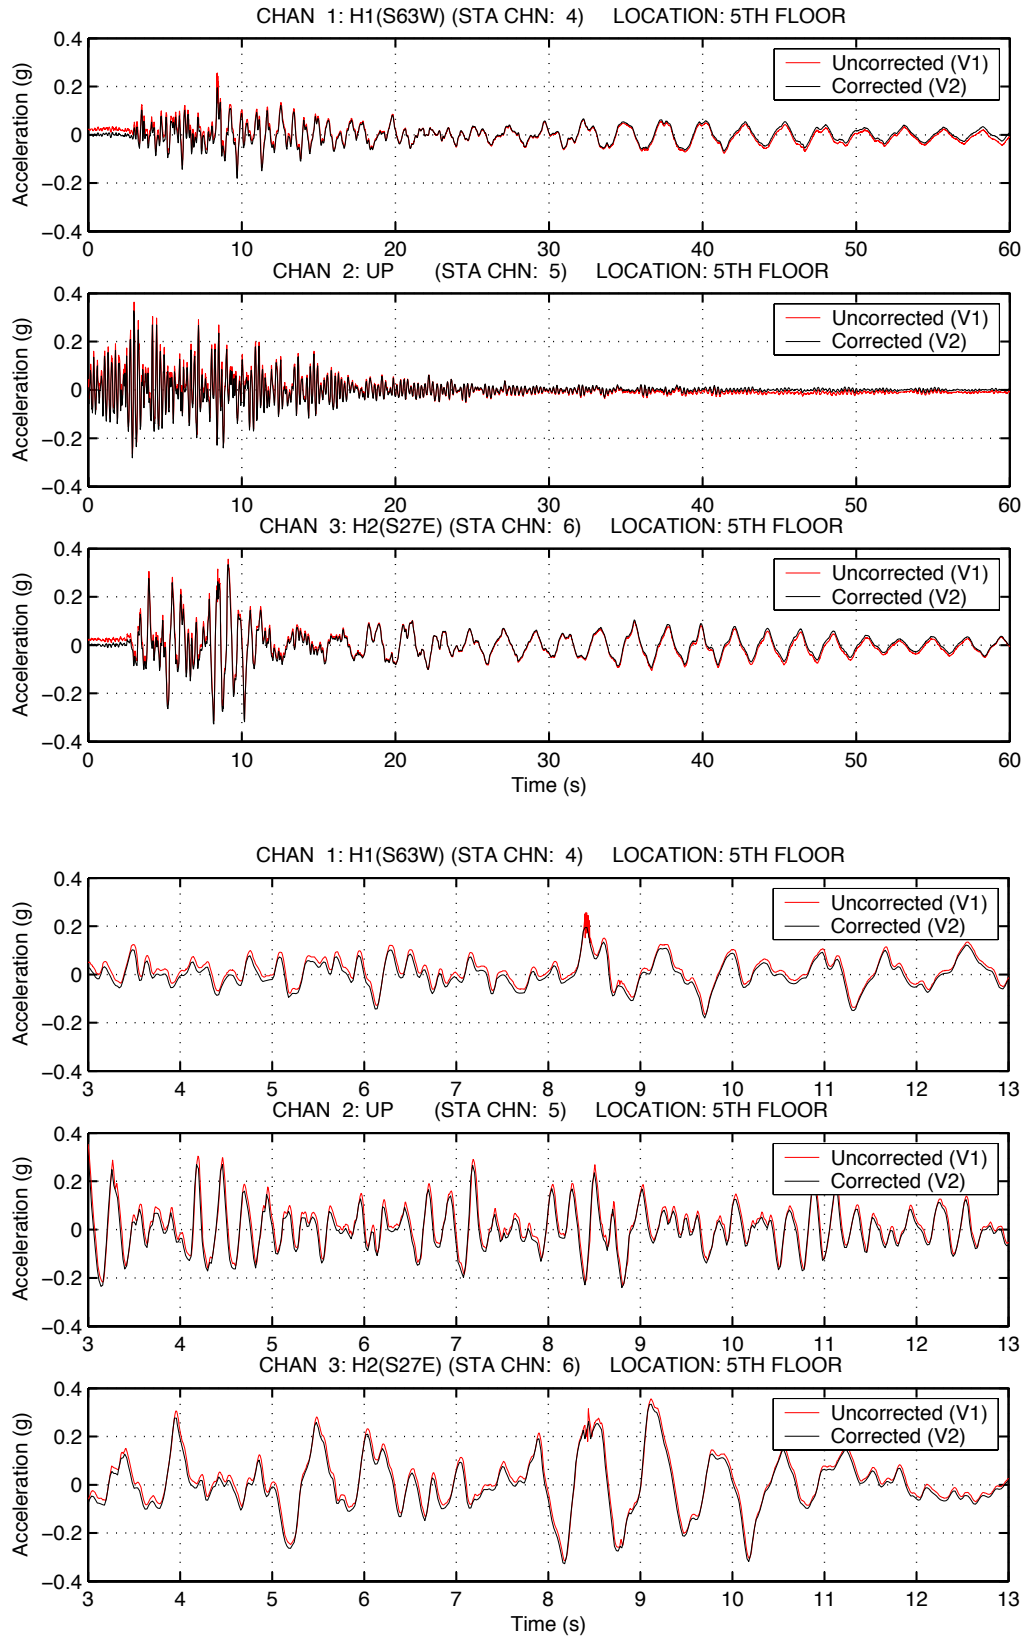 CHAN 1: H1(S63W) (STA CHN: 4) LOCATION: 5TH FLOOR
Acceleration (g)
0.4
0.2
0
−0.2
−0.4
Uncorrected (V1)
Corrected (V2)
0 10 20 30 40 50 60
CHAN 2: UP (STA CHN: 5) LOCATION: 5TH FLOOR
Acceleration (g)
0.4
0.2
0
−0.2
−0.4
Uncorrected (V1)
Corrected (V2)
0 10 20 30 40 50 60
CHAN 3: H2(S27E) (STA CHN: 6) LOCATION: 5TH FLOOR
Acceleration (g)
0.4
0.2
0
−0.2
−0.4
Uncorrected (V1)
Corrected (V2)
0 10 20 30 40 50 60
Time (s)
CHAN 1: H1(S63W) (STA CHN: 4) LOCATION: 5TH FLOOR
Acceleration (g)
0.4
0.2
0
−0.2
−0.4
Uncorrected (V1)
Corrected (V2)
3 4 5 6 7 8 9 10 11 12 13
CHAN 2: UP (STA CHN: 5) LOCATION: 5TH FLOOR
Acceleration (g)
0.4
0.2
0
−0.2
−0.4
Uncorrected (V1)
Corrected (V2)
3 4 5 6 7 8 9 10 11 12 13
CHAN 3: H2(S27E) (STA CHN: 6) LOCATION: 5TH FLOOR
Acceleration (g)
0.4
0.2
0
−0.2
−0.4
Uncorrected (V1)
Corrected (V2)
3 4 5 6 7 8 9 10 11 12 13
Time (s)